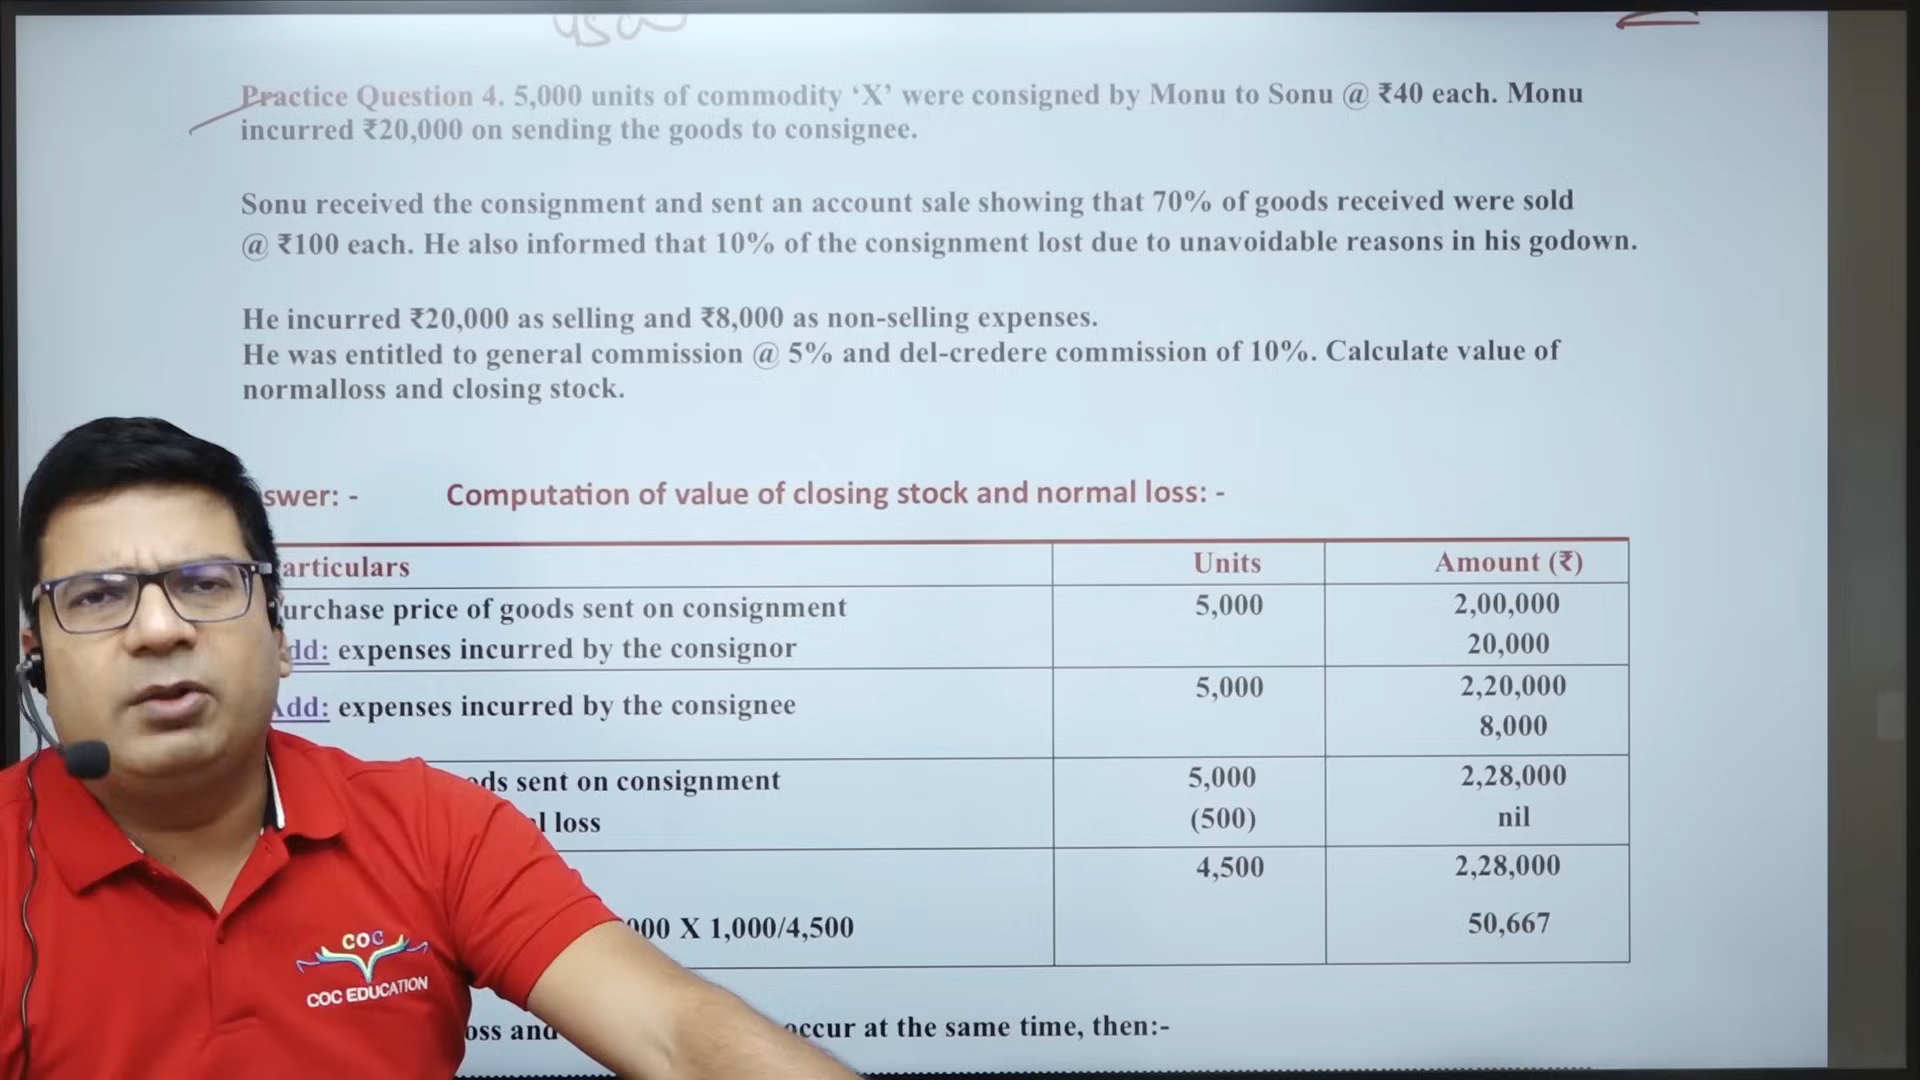 Practice Question 4. 5,000 units of commodity ‘X’ were consigned by Monu to Sonu @ ₹40 each. Monu
incurred ₹20,000 on sending the goods to consignee.
Sonu received the consignment and sent an account sale showing that 70% of goods received were sold
@ ₹100 each. He also informed that 10% of the consignment lost due to unavoidable reasons in his godown.
He incurred ₹20,000 as selling and ₹8,000 as non-selling expenses.
He was entitled to general commission @ 5% and del-credere commission of 10%. Calculate value of
normalloss and closing stock.
swer: - Computation of value of closing stock and normal loss: -
articulars Units Amount (₹)
urchase price of goods sent on consignment 5,000 2,00,000
dd: expenses incurred by the consignor 20,000
5,000 2,20,000
dd: expenses incurred by the consignee 8,000
ds sent on consignment 5,000 2,28,000
l loss (500) nil
4,500 2,28,000
000 X 1,000/4,500 50,667
COC
COC EDUCATION
oss and occur at the same time, then:-